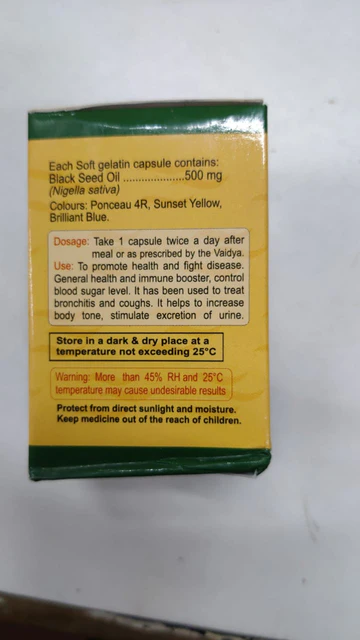 Each Soft gelatin capsule contains:
Black Seed Oil .....................500 mg
(Nigella sativa)
Colours: Ponceau 4R, Sunset Yellow,
Brilliant Blue.
Dosage: Take 1 capsule twice a day after
meal or as prescribed by the Vaidya.
Use: To promote health and fight disease.
General health and immune booster, control
blood sugar level. It has been used to treat
bronchitis and coughs. It helps to increase
body tone, stimulate excretion of urine.
Store in a dark & dry place at a
temperature not exceeding 25°C
Warning: More than 45% RH and 25°C
temperature may cause undesirable results
Protect from direct sunlight and moisture.
Keep medicine out of the reach of children.